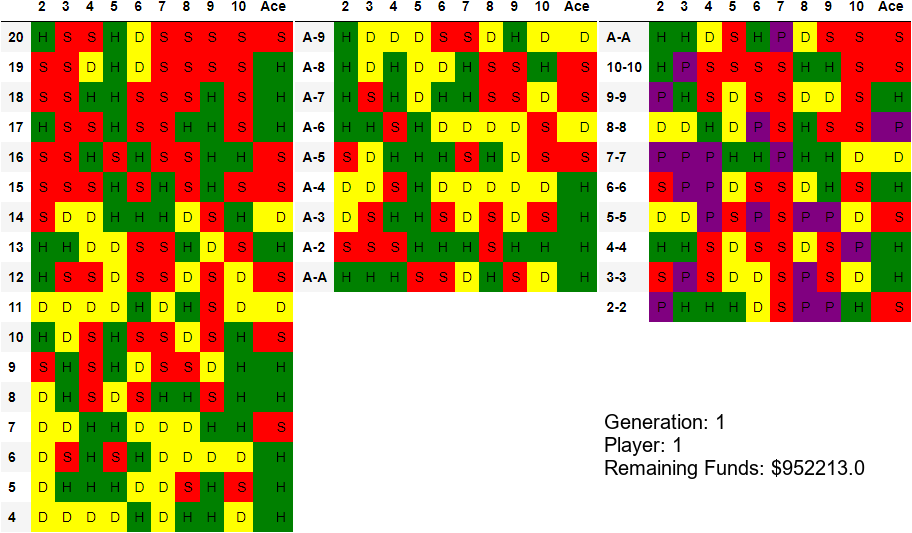 2 3 4 5 6 7 8 9 10 Ace
20 H S S H D S S S S S
19 S S D H D S S S S S
18 S S H H S S S H S H
17 H S S H S S H H S H
16 S S H S H S S H H S
15 S S S H S H S H S S
14 S D D H H H D S H D
13 H H D D S S H D S H
12 H S S D S S D S D S
11 D D D D H D H S D D
10 H D S H S S D S H S
9 S H S H D S S D H H
8 D H S D S H H S H H
7 D D H H D D D H H S
6 D S H S H D D D D H
5 D H H H D D S H S H
4 D D D D H D H H D H
2 3 4 5 6 7 8 9 10 Ace
A-9 H D D D S S D H D D
A-8 H D H D D H S S H S
A-7 H S H D H H S S D S
A-6 H H S H D D D D S D
A-5 S D H H H S H D S S
A-4 D D S H D D D D D H
A-3 D S H H S D S D S H
A-2 S S S H H H S H H H
A-A H H H S S D H S D H
2 3 4 5 6 7 8 9 10 Ace
A-A H H D S H P D S S S
10-10 H P S S S S H H S S
9-9 P H S D S S D D S H
8-8 D D H D P S H S S P
7-7 P P P H H P H H D D
6-6 S P P D S S D H S H
5-5 D D P S P S P P D S
4-4 H H S D S S D S P H
3-3 S P S D D S P S D H
2-2 P H H H D S P P H S
Generation: 1
Player: 1
Remaining Funds: $952213.0